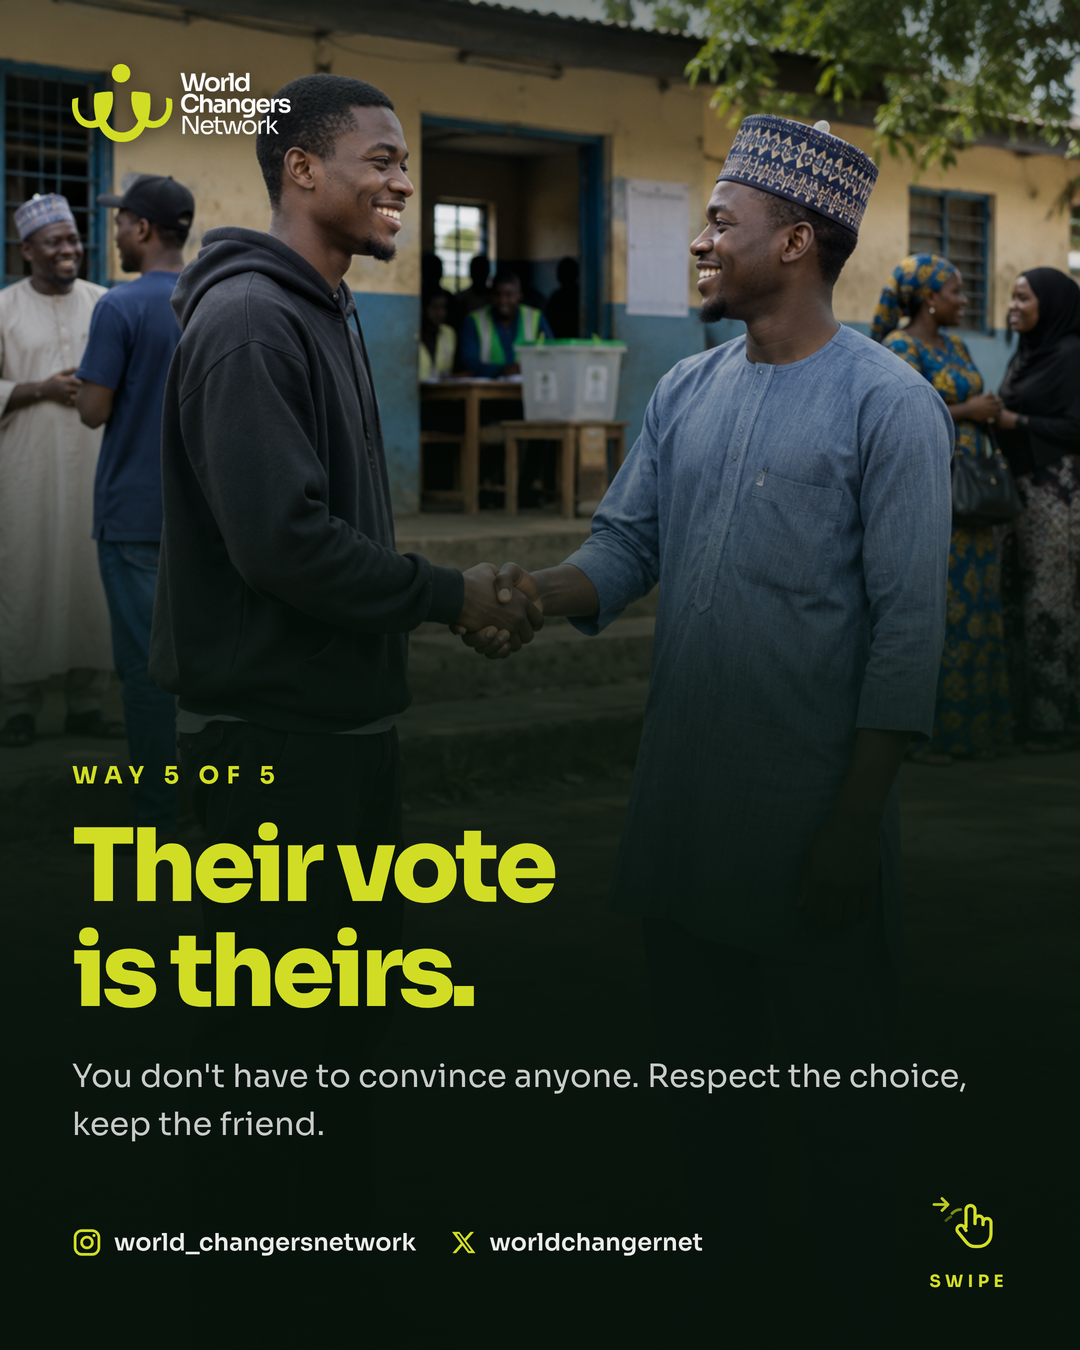 World
Changers
Network
WAY 5 OF 5
Their vote
is theirs.
You don't have to convince anyone. Respect the choice,
keep the friend.
world_changersnetwork
worldchangernet
SWIPE